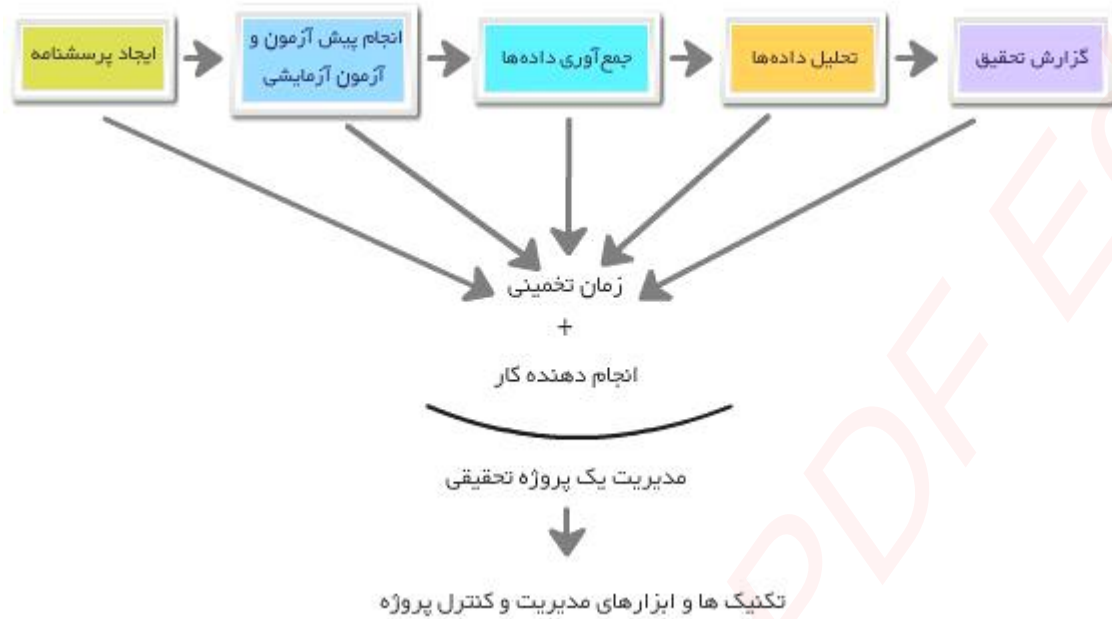 ایجاد پرسشنامه
انجام پیش آزمون و
آزمون آزمایشی
جمع‌آوری داده‌ها
تحلیل داده‌ها
گزارش تحقیق
زمان تخمینی
+
انجام دهنده کار
مدیریت یک پروژه تحقیقی
تکنیک ها و ابزارهای مدیریت و کنترل پروژه